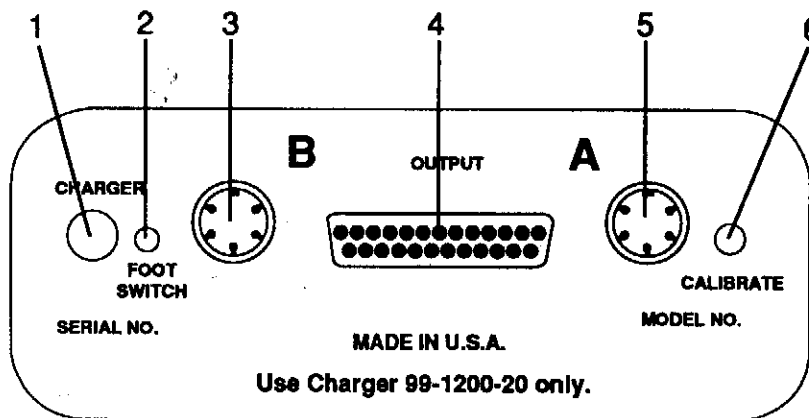 1 2 3 4 5 6
B OUTPUT A
CHARGER
FOOT
SWITCH
CALIBRATE
SERIAL NO.
MODEL NO.
MADE IN U.S.A.
Use Charger 99-1200-20 only.